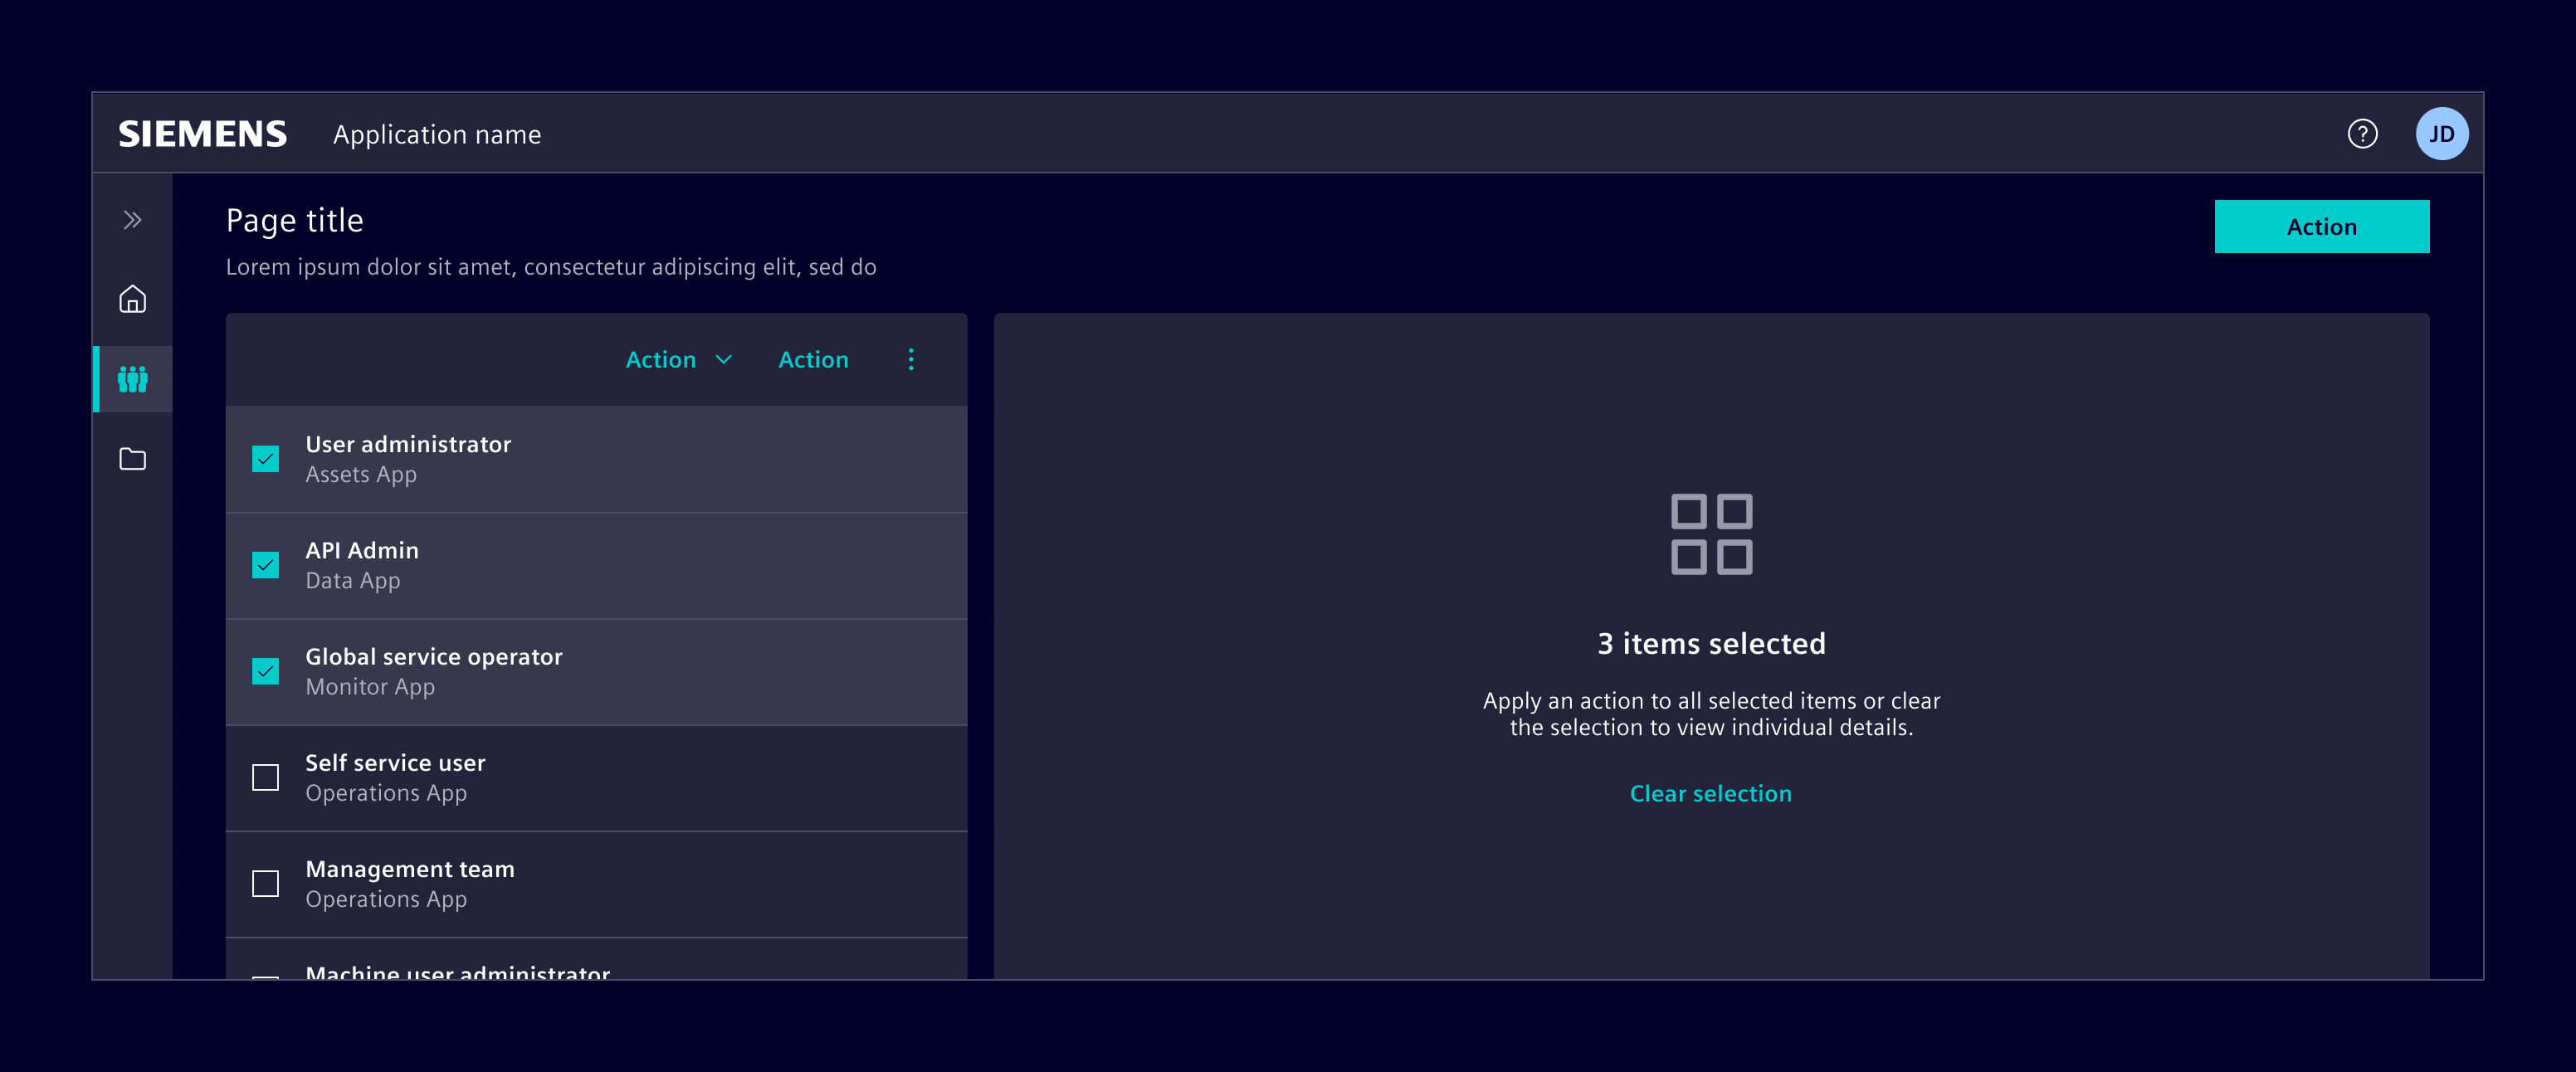 SIEMENS
Application name
?
JD
Page title
Lorem ipsum dolor sit amet, consectetur adipiscing elit, sed do
Action
Action
Action
User administrator
Assets App
API Admin
Data App
Global service operator
Monitor App
Self service user
Operations App
Management team
Operations App
Machine user administrator
3 items selected
Apply an action to all selected items or clear
the selection to view individual details.
Clear selection